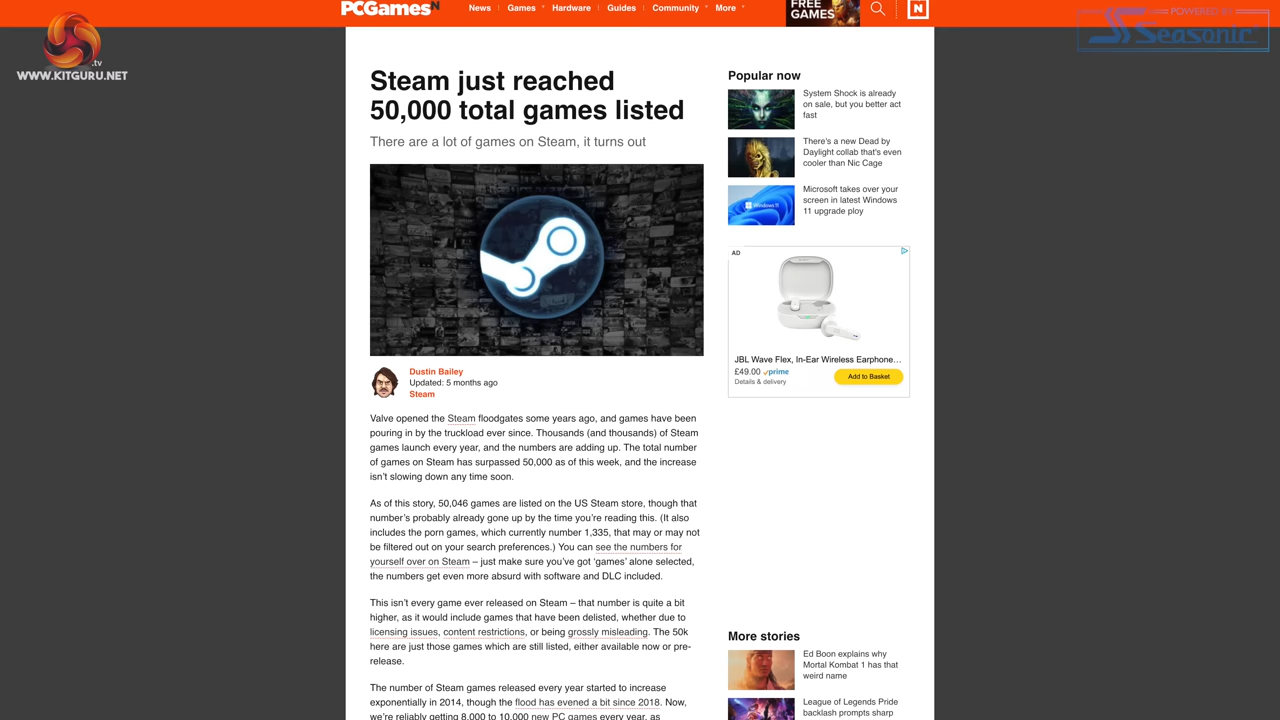 PCGamesN
News
Games
Hardware
Guides
Community
More
FREE
GAMES
N
POWERED BY
Seasonic
.tv
WWW.KITGURU.NET
Steam just reached
50,000 total games listed
There are a lot of games on Steam, it turns out
Dustin Bailey
Updated: 5 months ago
Steam
Valve opened the Steam floodgates some years ago, and games have been
pouring in by the truckload ever since. Thousands (and thousands) of Steam
games launch every year, and the numbers are adding up. The total number
of games on Steam has surpassed 50,000 as of this week, and the increase
isn't slowing down any time soon.
As of this story, 50,046 games are listed on the US Steam store, though that
number's probably already gone up by the time you're reading this. (It also
includes the porn games, which currently number 1,335, that may or may not
be filtered out on your search preferences.) You can see the numbers for
yourself over on Steam – just make sure you've got 'games' alone selected,
the numbers get even more absurd with software and DLC included.
This isn't every game ever released on Steam – that number is quite a bit
higher, as it would include games that have been delisted, whether due to
licensing issues, content restrictions, or being grossly misleading. The 50k
here are just those games which are still listed, either available now or pre-
release.
The number of Steam games released every year started to increase
exponentially in 2014, though the flood has evened a bit since 2018. Now,
we're reliably getting 8,000 to 10,000 new PC games every year, as
Popular now
System Shock is already
on sale, but you better act
fast
There's a new Dead by
Daylight collab that's even
cooler than Nic Cage
Windows 11
Microsoft takes over your
screen in latest Windows
11 upgrade ploy
AD
JBL Wave Flex, In-Ear Wireless Earphone…
£49.00 prime
Details & delivery
Add to Basket
More stories
Ed Boon explains why
Mortal Kombat 1 has that
weird name
League of Legends Pride
backlash prompts sharp